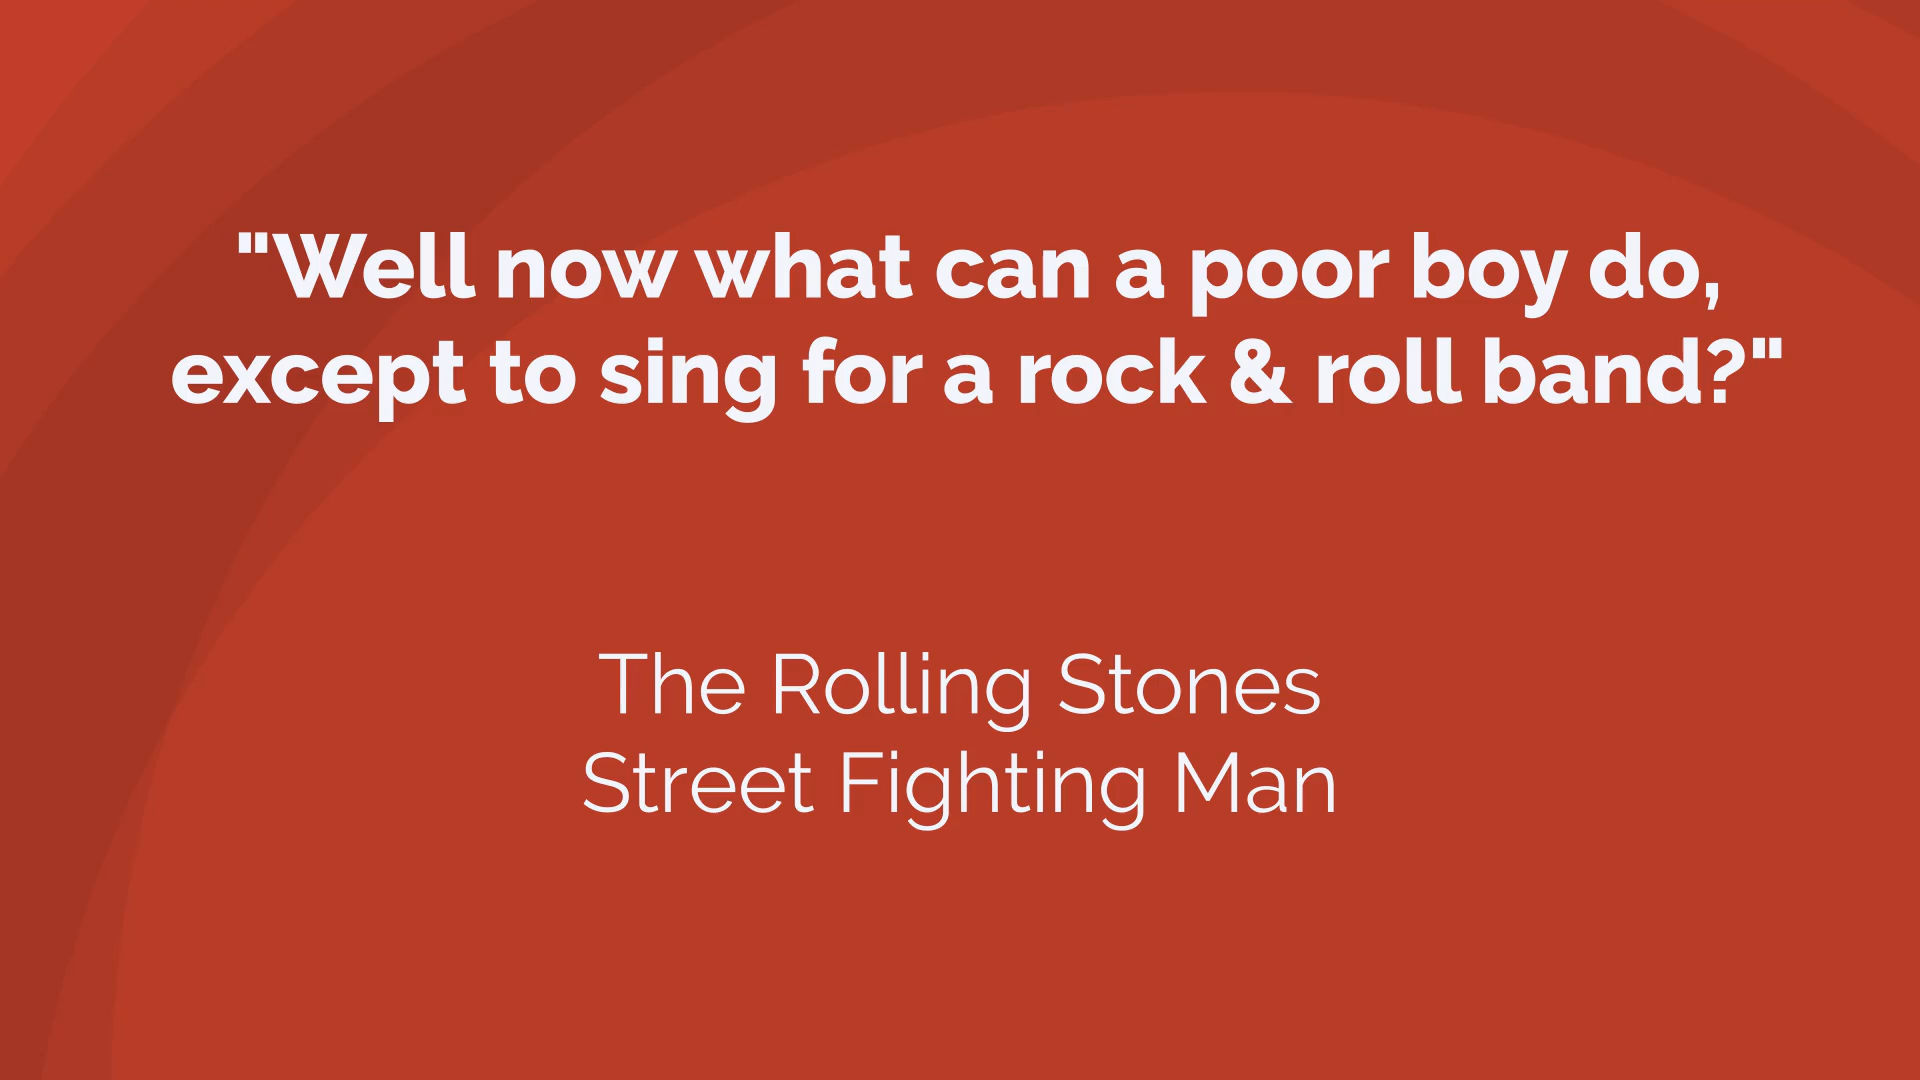 "Well now what can a poor boy do,
except to sing for a rock & roll band?"
The Rolling Stones
Street Fighting Man